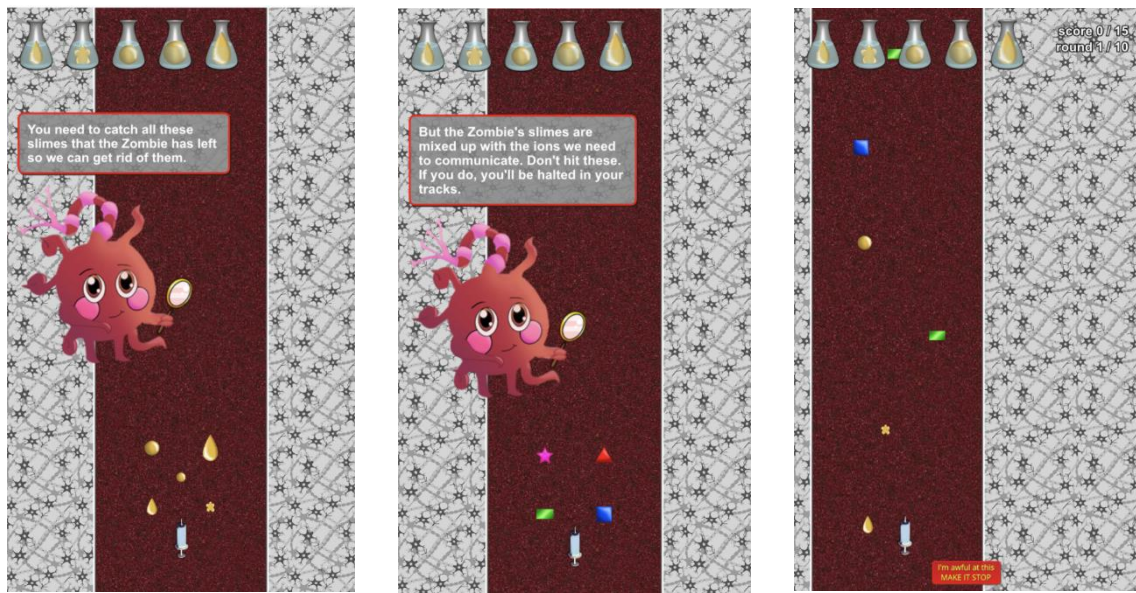 You need to catch all these
slimes that the Zombie has left
so we can get rid of them.
But the Zombie's slimes are
mixed up with the ions we need
to communicate. Don't hit these.
If you do, you'll be halted in your
tracks.
score 0 / 15
round 1 / 10
I'm awful at this
MAKE IT STOP